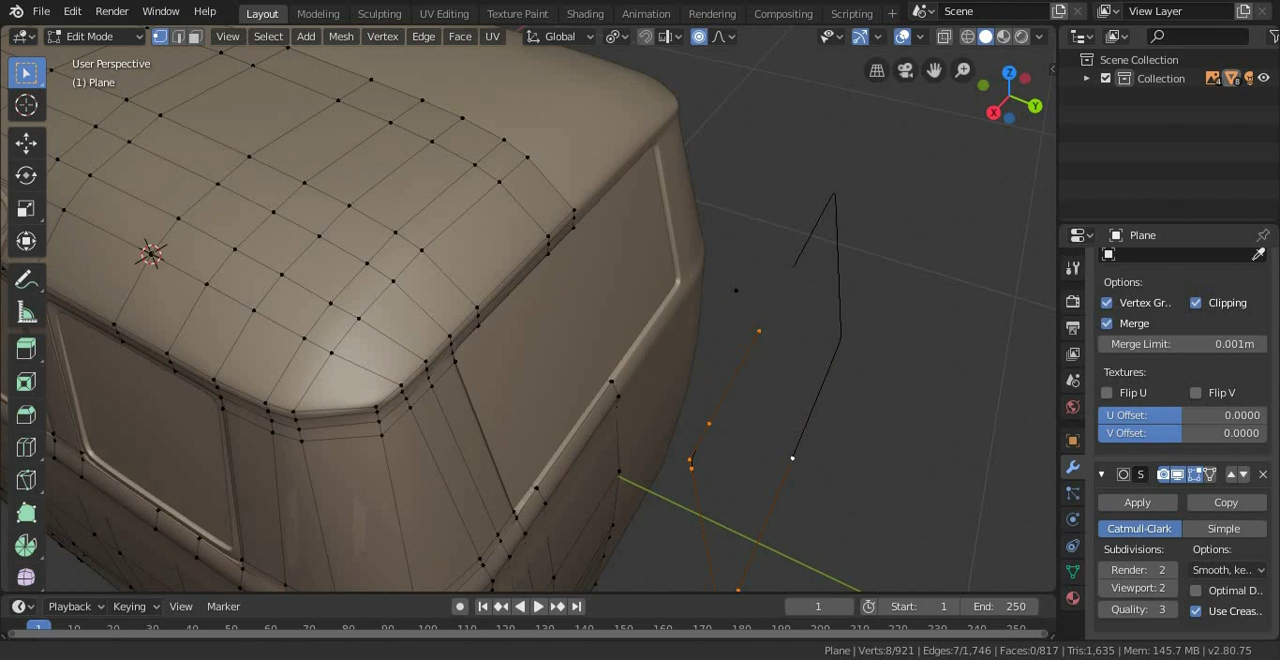 File Edit Render Window Help Layout Modeling Sculpting UV Editing Texture Paint Shading Animation Rendering Compositing Scripting + Scene View Layer
Edit Mode View Select Add Mesh Vertex Edge Face UV Global
User Perspective
(1) Plane
Z
Y
X
Scene Collection
Collection
Plane
Options:
Vertex Gr.. Clipping
Merge
Merge Limit: 0.001m
Textures:
Flip U Flip V
U Offset: 0.0000
V Offset: 0.0000
S
Apply Copy
Catmull-Clark Simple
Subdivisions: Options:
Render: 2 Smooth, ke..
Viewport: 2 Optimal D..
Quality: 3 Use Creas..
Playback Keying View Marker 1 Start: 1 End: 250
1 10 20 30 40 50 60 70 80 90 100 110 120 130 140 150 160 170 180 190 200 210 220 230 240 250
Plane | Verts:8/921 | Edges:7/1,746 | Faces:0/817 | Tris:1,635 | Mem: 145.7 MB | v2.80.75